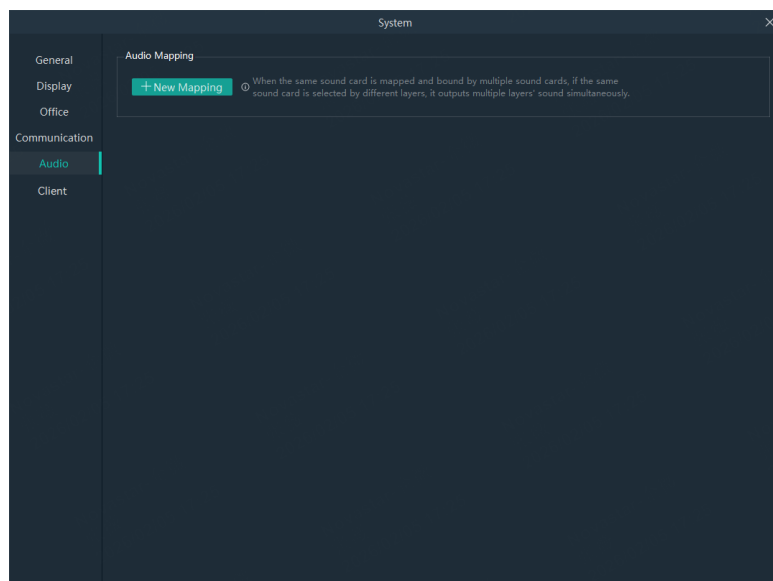 System
General
Display
Office
Communication
Audio
Client
Audio Mapping
+ New Mapping
When the same sound card is mapped and bound by multiple sound cards, if the same
sound card is selected by different layers, it outputs multiple layers' sound simultaneously.